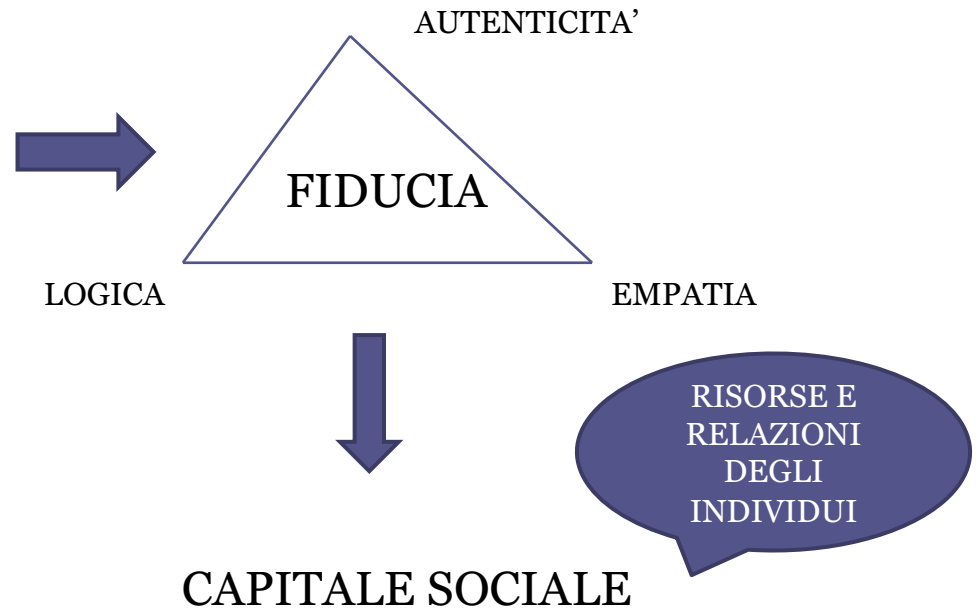 AUTENTICITA’
FIDUCIA
LOGICA
EMPATIA
RISORSE E
RELAZIONI
DEGLI
INDIVIDUI
CAPITALE SOCIALE